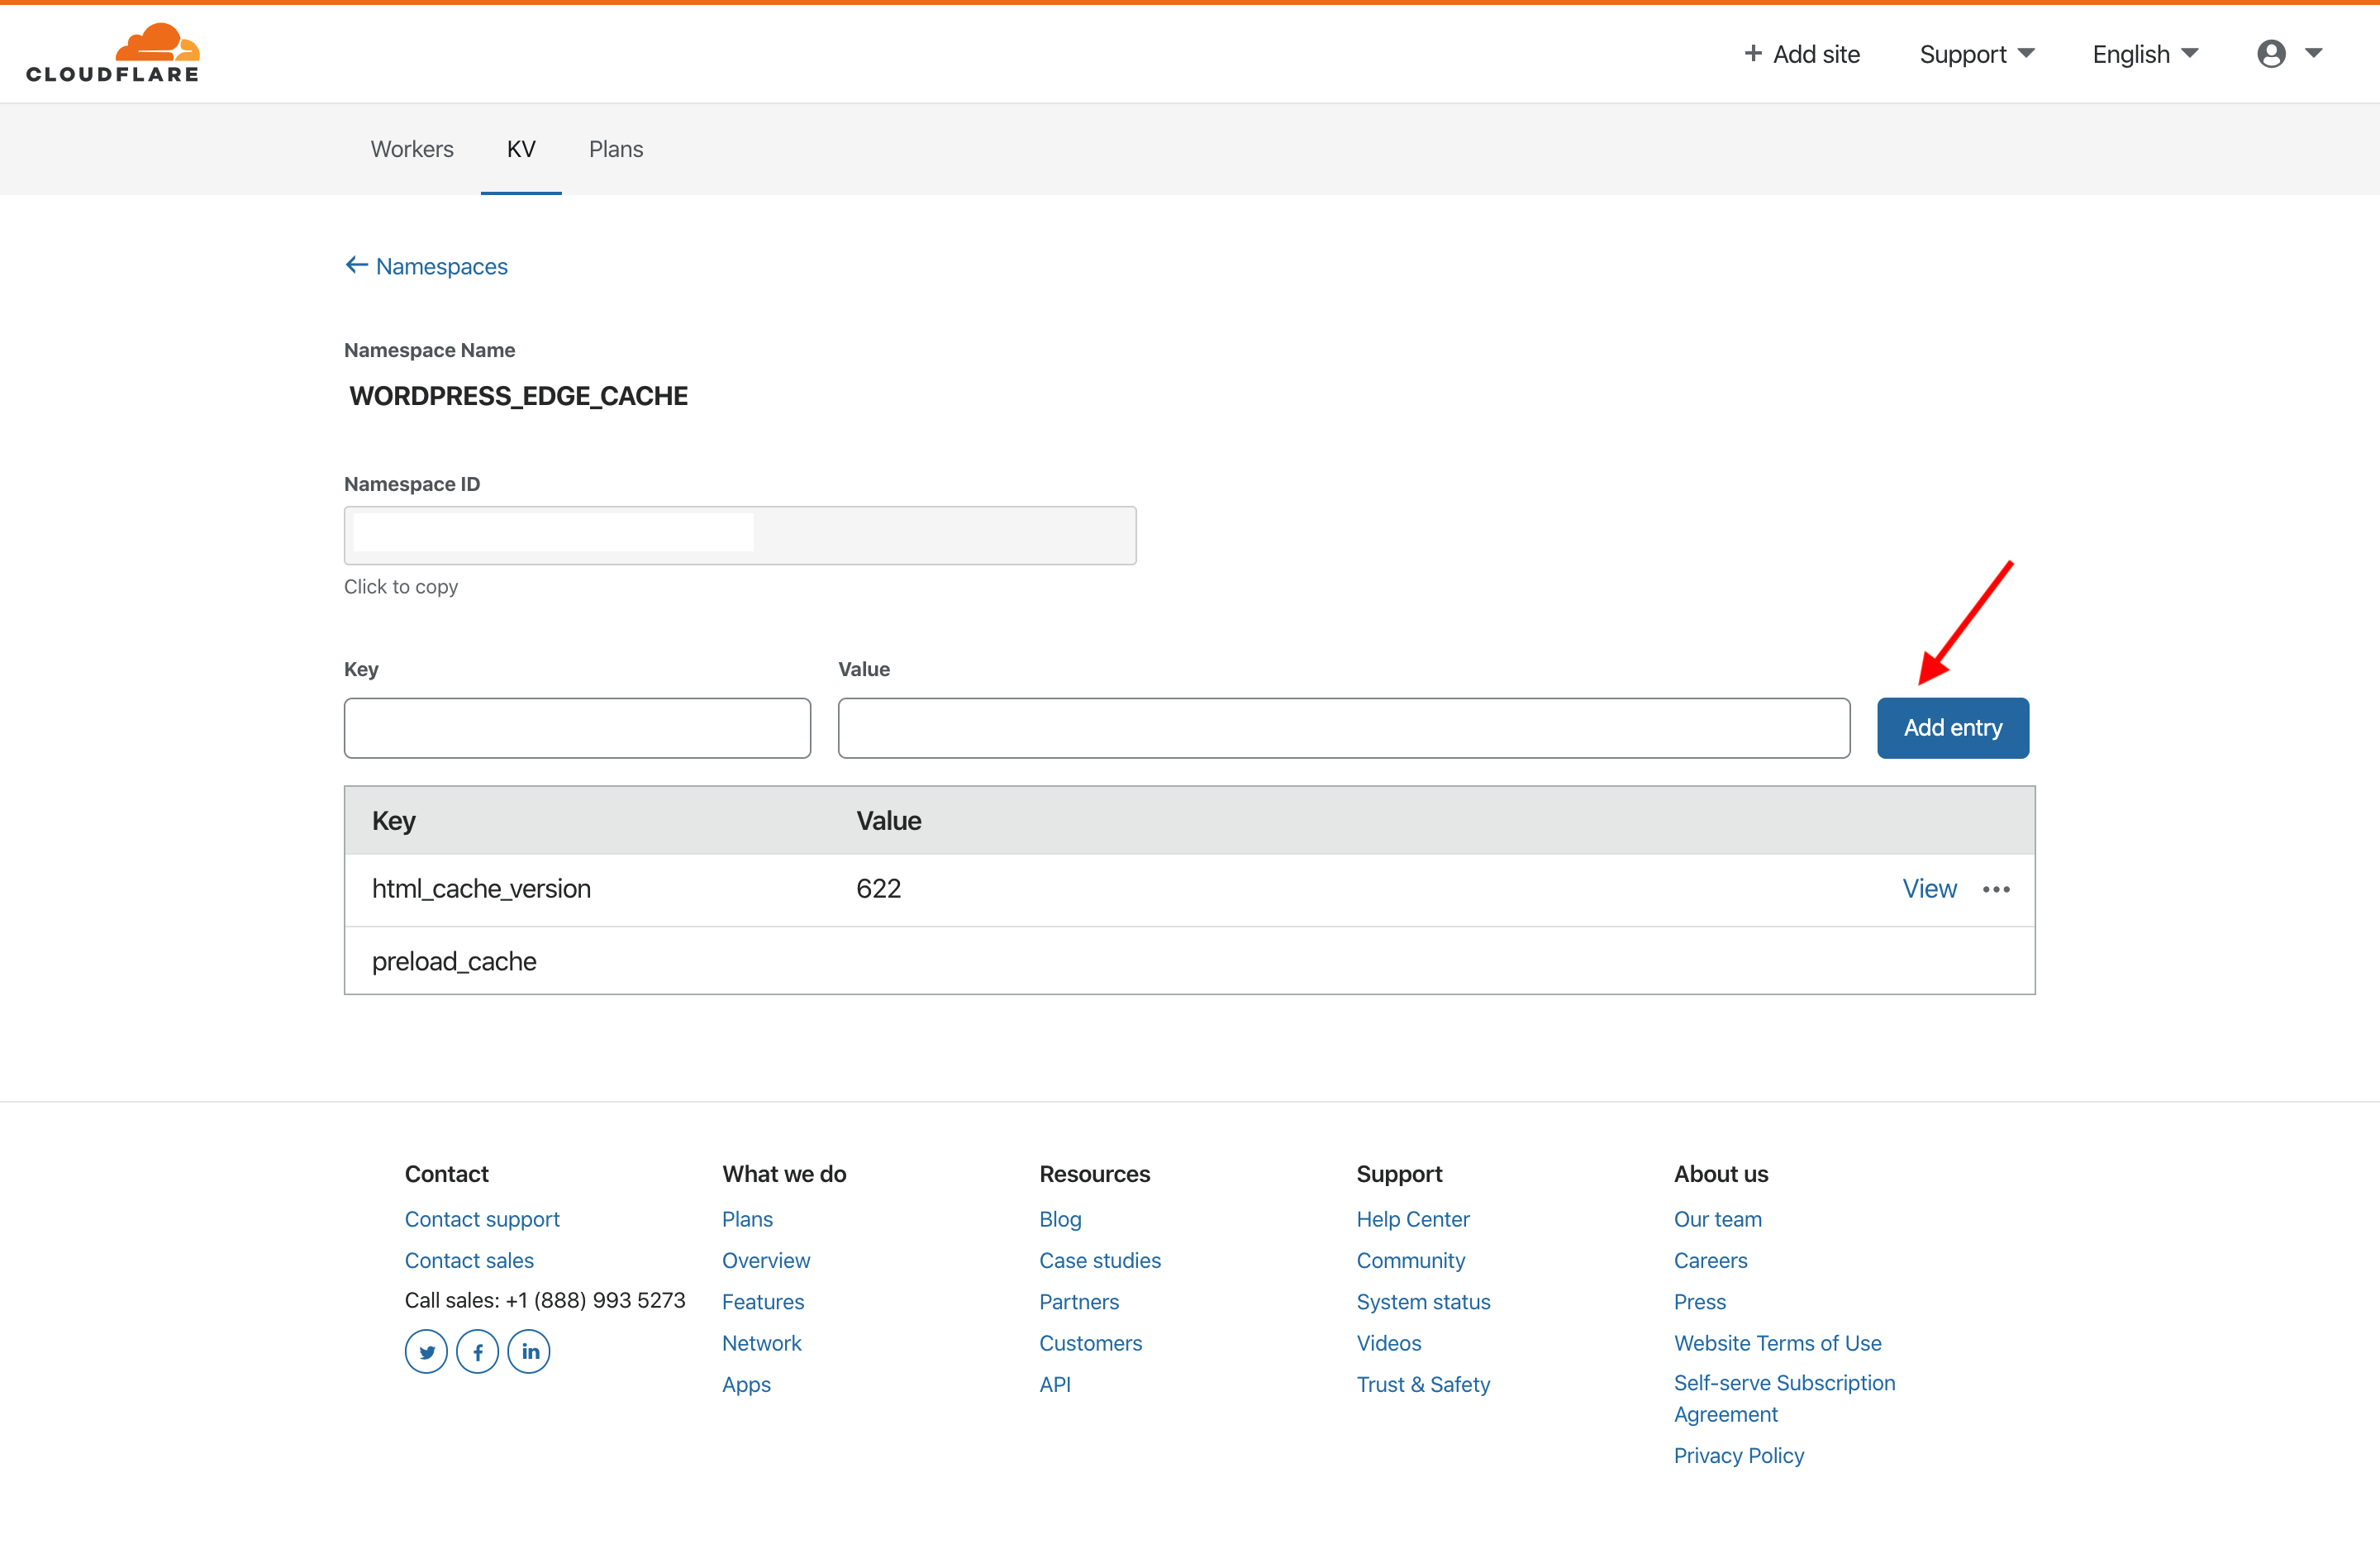 CLOUDFLARE
+ Add site Support English
Workers KV Plans
← Namespaces
Namespace Name
WORDPRESS_EDGE_CACHE
Namespace ID
Click to copy
Key Value
Add entry
Key Value
html_cache_version 622 View •••
preload_cache
Contact
Contact support
Contact sales
Call sales: +1 (888) 993 5273
What we do
Plans
Overview
Features
Network
Apps
Resources
Blog
Case studies
Partners
Customers
API
Support
Help Center
Community
System status
Videos
Trust & Safety
About us
Our team
Careers
Press
Website Terms of Use
Self-serve Subscription
Agreement
Privacy Policy